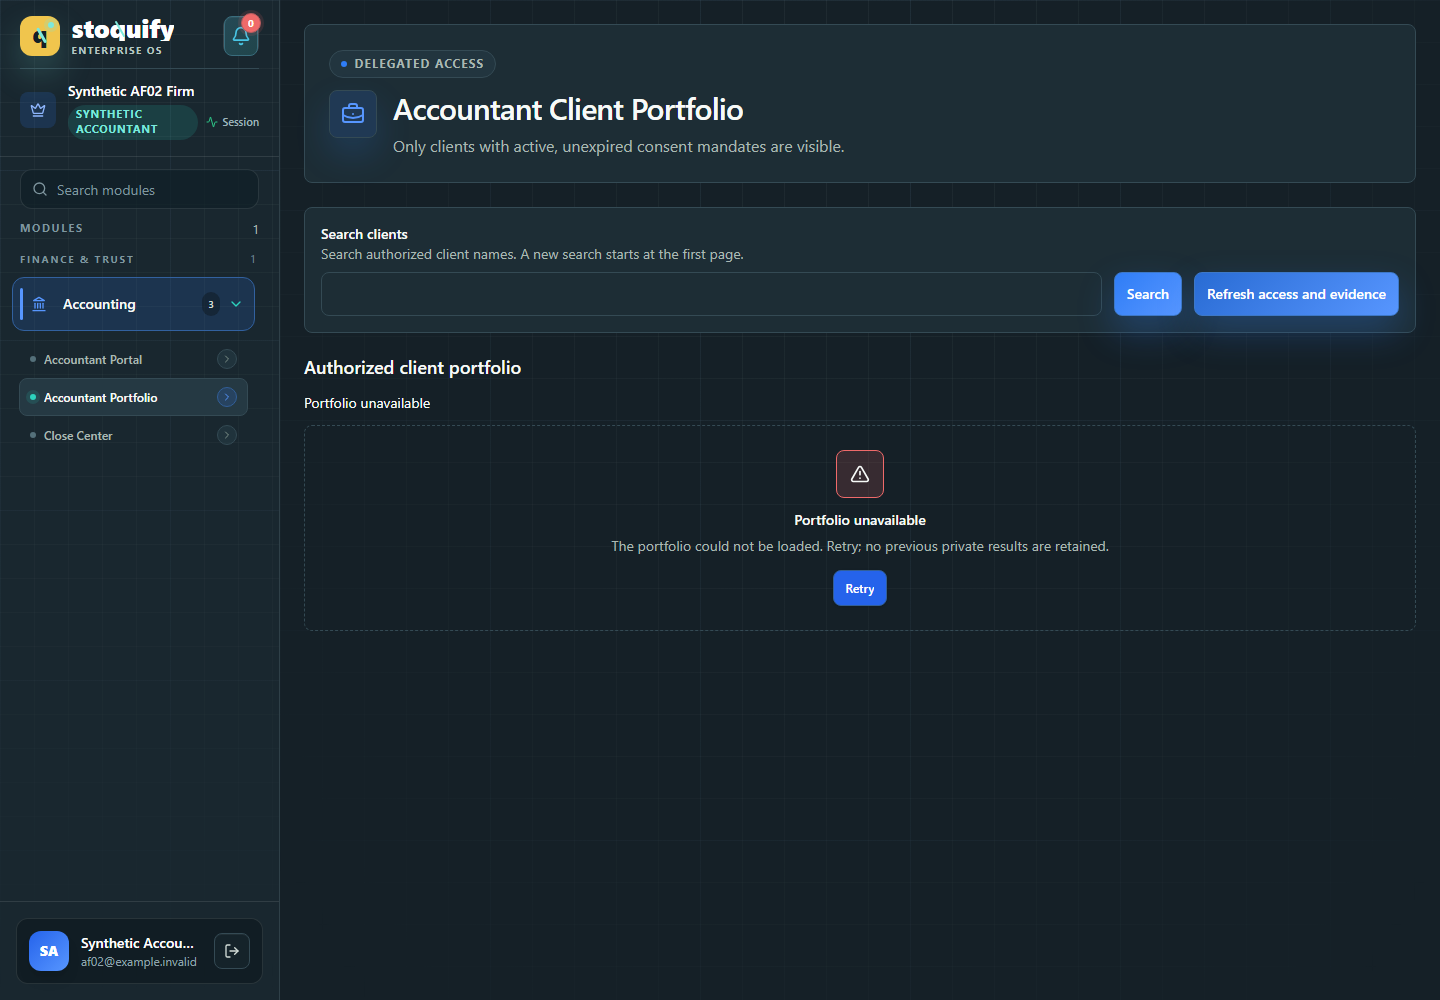 stoquify
ENTERPRISE OS
0
Synthetic AF02 Firm
SYNTHETIC
ACCOUNTANT
Session
Search modules
MODULES 1
FINANCE & TRUST 1
Accounting 3
Accountant Portal
Accountant Portfolio
Close Center
SA
Synthetic Accou...
af02@example.invalid
DELEGATED ACCESS
Accountant Client Portfolio
Only clients with active, unexpired consent mandates are visible.
Search clients
Search authorized client names. A new search starts at the first page.
Search
Refresh access and evidence
Authorized client portfolio
Portfolio unavailable
Portfolio unavailable
The portfolio could not be loaded. Retry; no previous private results are retained.
Retry